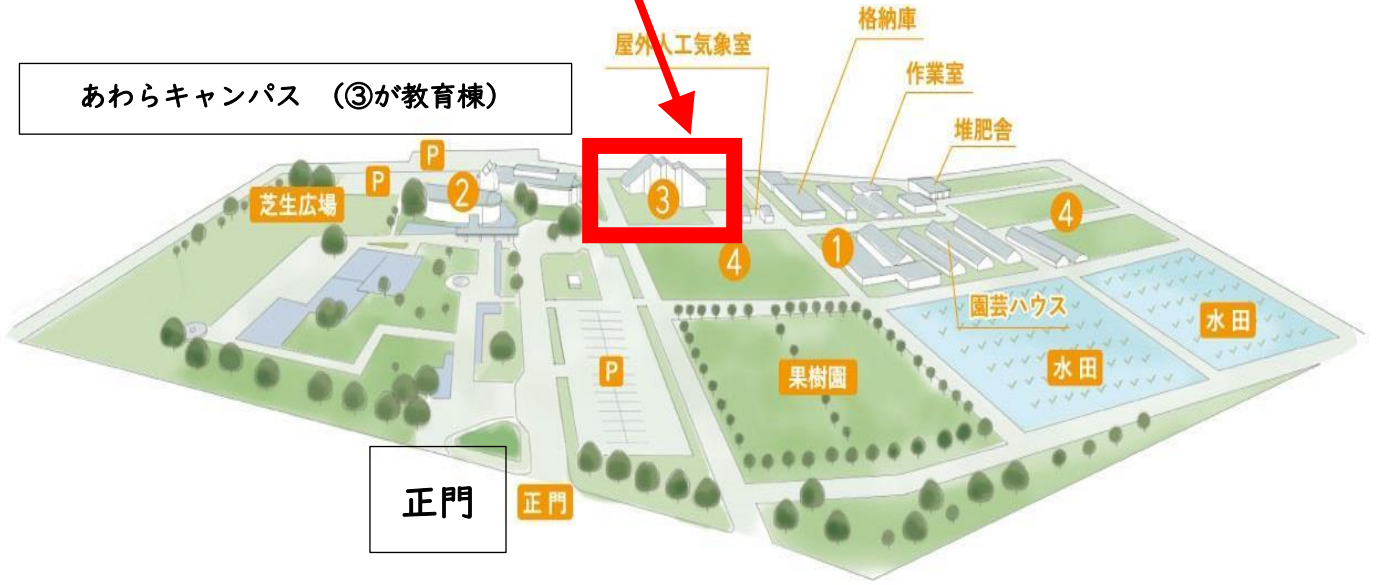 格納庫
屋外人工気象室
作業室
あわらキャンパス （③が教育棟）
堆肥舎
P
P
芝生広場
2
3
4
4
1
園芸ハウス
水田
水田
P
果樹園
正門
正門